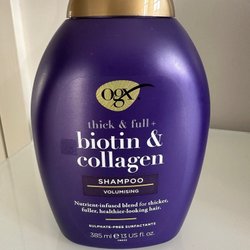 ogx
thick & full+
biotin &
collagen
SHAMPOO
VOLUMISING
Nutrient-infused blend for thicker,
fuller, healthier-looking hair.
SULPHATE-FREE SURFACTANTS
385 ml ℮ 13 US fl. oz.